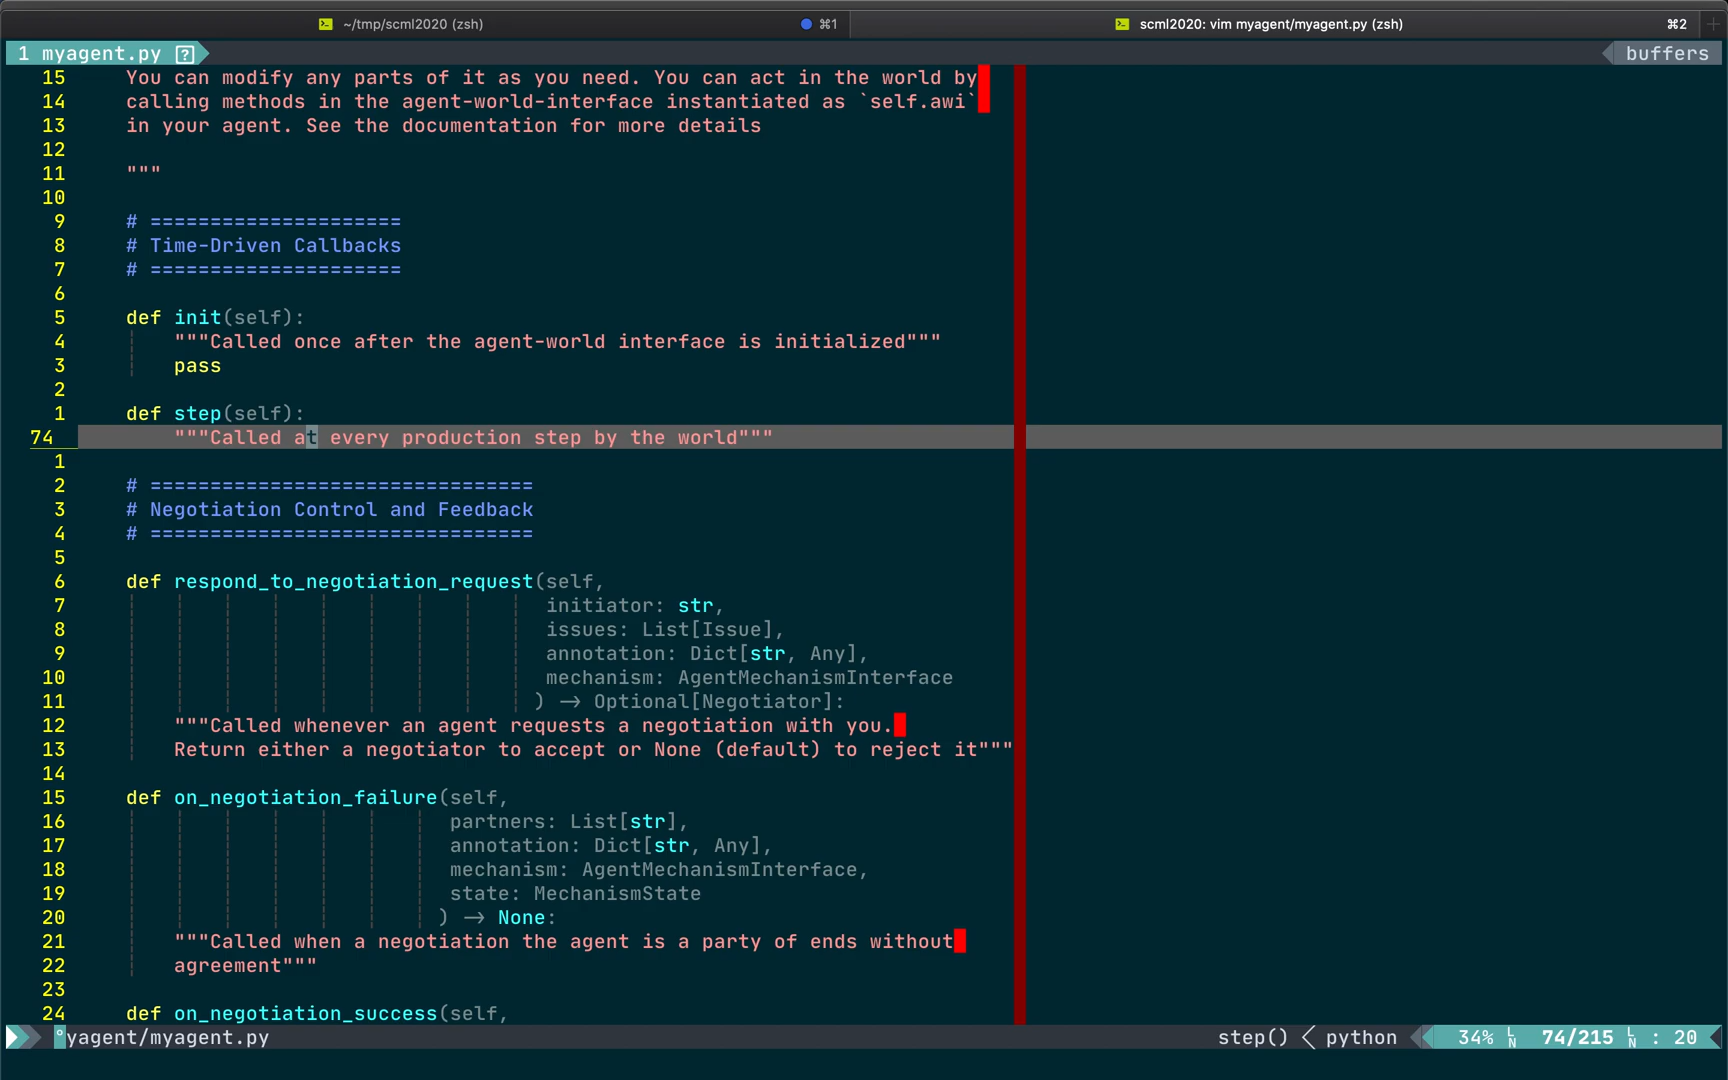 ~/tmp/scml2020 (zsh) ⌘1 scml2020: vim myagent/myagent.py (zsh) ⌘2
1 myagent.py [?] buffers
15 You can modify any parts of it as you need. You can act in the world by
14 calling methods in the agent-world-interface instantiated as `self.awi`
13 in your agent. See the documentation for more details
12
11 """
10
9 # =====================
8 # Time-Driven Callbacks
7 # =====================
6
5 def init(self):
4 """Called once after the agent-world interface is initialized"""
3 pass
2
1 def step(self):
74 """Called at every production step by the world"""
1
2 # ================================
3 # Negotiation Control and Feedback
4 # ================================
5
6 def respond_to_negotiation_request(self,
7 initiator: str,
8 issues: List[Issue],
9 annotation: Dict[str, Any],
10 mechanism: AgentMechanismInterface
11 ) -> Optional[Negotiator]:
12 """Called whenever an agent requests a negotiation with you.
13 Return either a negotiator to accept or None (default) to reject it"""
14
15 def on_negotiation_failure(self,
16 partners: List[str],
17 annotation: Dict[str, Any],
18 mechanism: AgentMechanismInterface,
19 state: MechanismState
20 ) -> None:
21 """Called when a negotiation the agent is a party of ends without
22 agreement"""
23
24 def on_negotiation_success(self,
yagent/myagent.py step() < python 34% LN 74/215 LN : 20